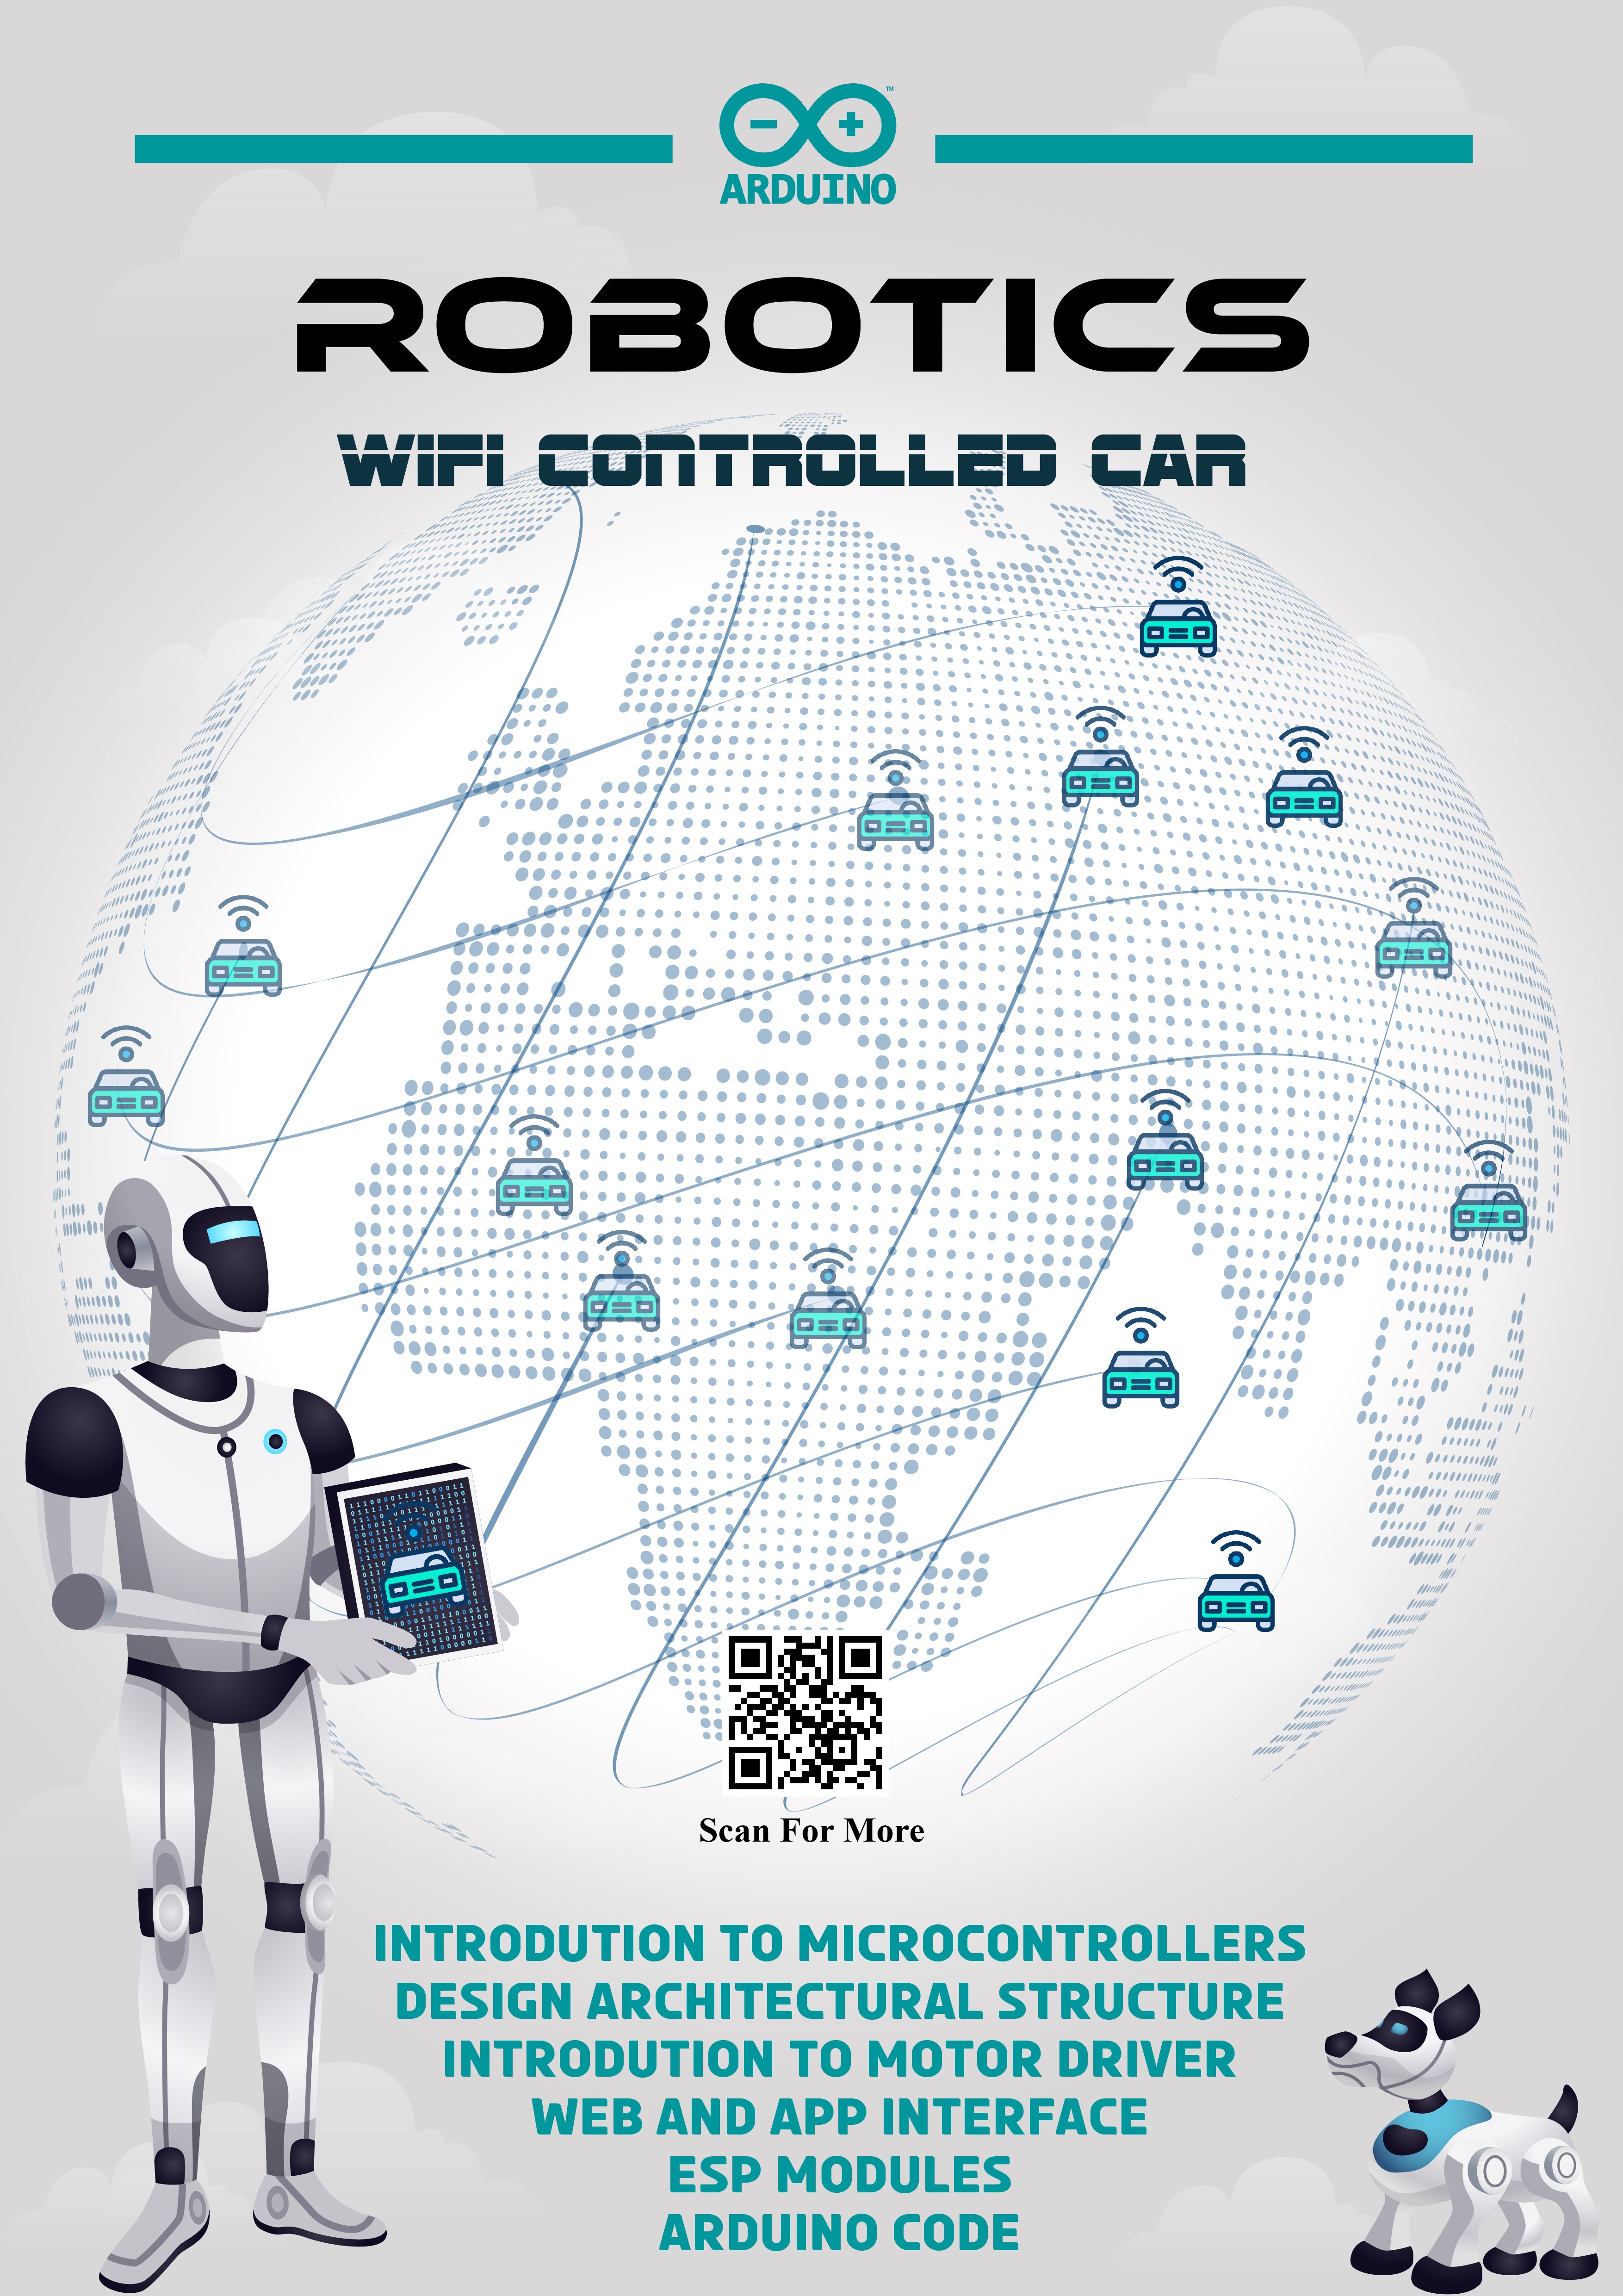 TM
ARDUINO
ROBOTICS
WIFI CONTROLLED CAR
Scan For More
INTRODUTION TO MICROCONTROLLERS
DESIGN ARCHITECTURAL STRUCTURE
INTRODUTION TO MOTOR DRIVER
WEB AND APP INTERFACE
ESP MODULES
ARDUINO CODE